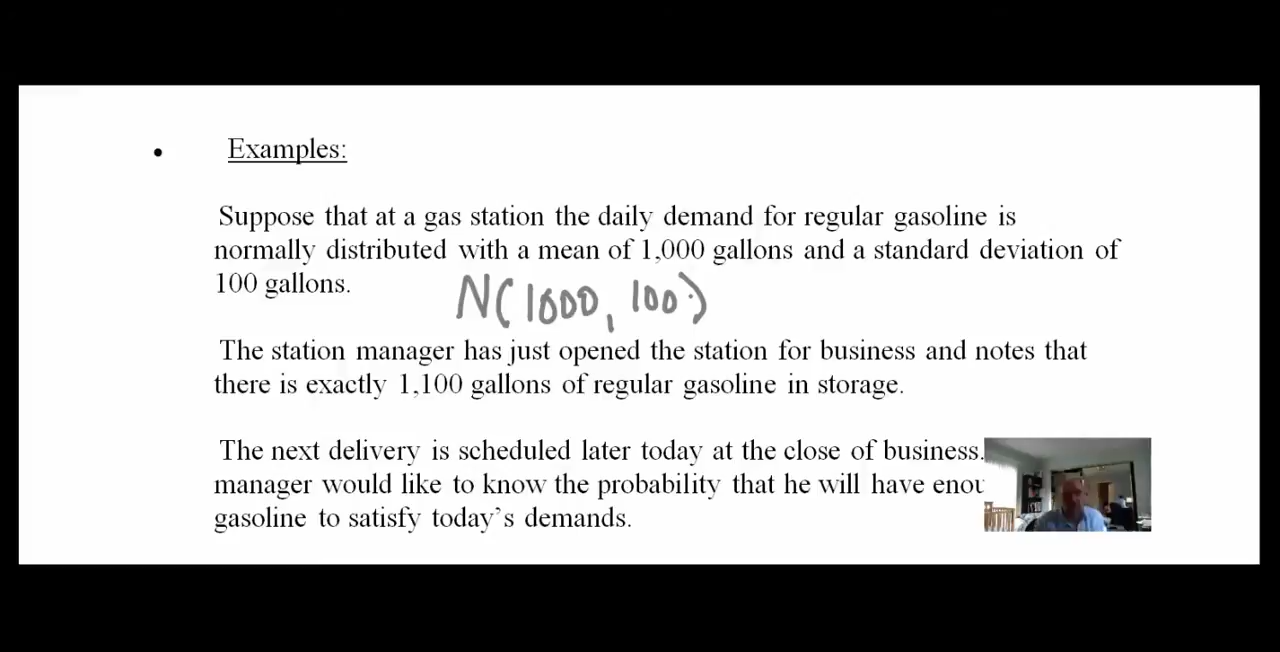 • Examples:
Suppose that at a gas station the daily demand for regular gasoline is
normally distributed with a mean of 1,000 gallons and a standard deviation of
100 gallons.
N(1000, 100)
The station manager has just opened the station for business and notes that
there is exactly 1,100 gallons of regular gasoline in storage.
The next delivery is scheduled later today at the close of business.
manager would like to know the probability that he will have enou
gasoline to satisfy today's demands.